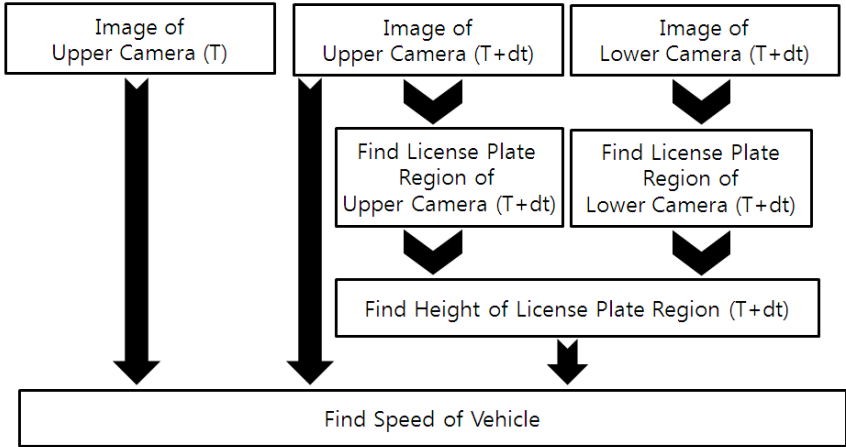 Image of
Upper Camera (T)
Image of
Upper Camera (T+dt)
Image of
Lower Camera (T+dt)
Find License Plate
Region of
Upper Camera (T+dt)
Find License Plate
Region of
Lower Camera (T+dt)
Find Height of License Plate Region (T+dt)
Find Speed of Vehicle